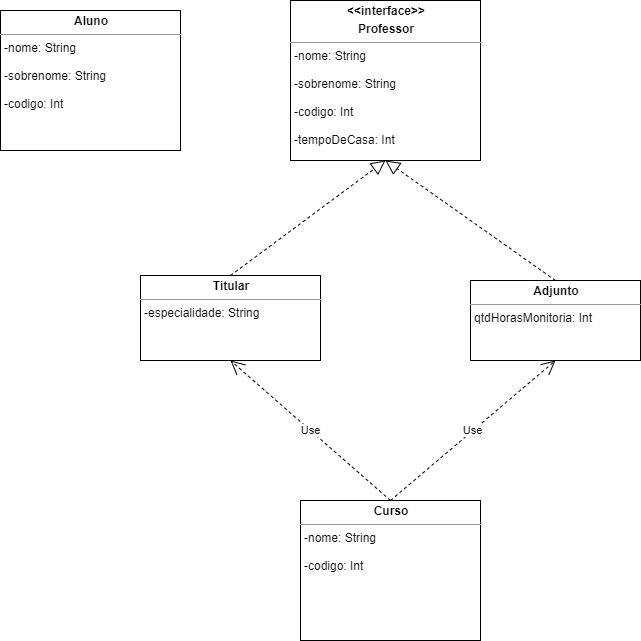 Aluno
-nome: String
-sobrenome: String
-codigo: Int
<<interface>>
Professor
-nome: String
-sobrenome: String
-codigo: Int
-tempoDeCasa: Int
Titular
-especialidade: String
Adjunto
qtdHorasMonitoria: Int
Use
Use
Curso
-nome: String
-codigo: Int